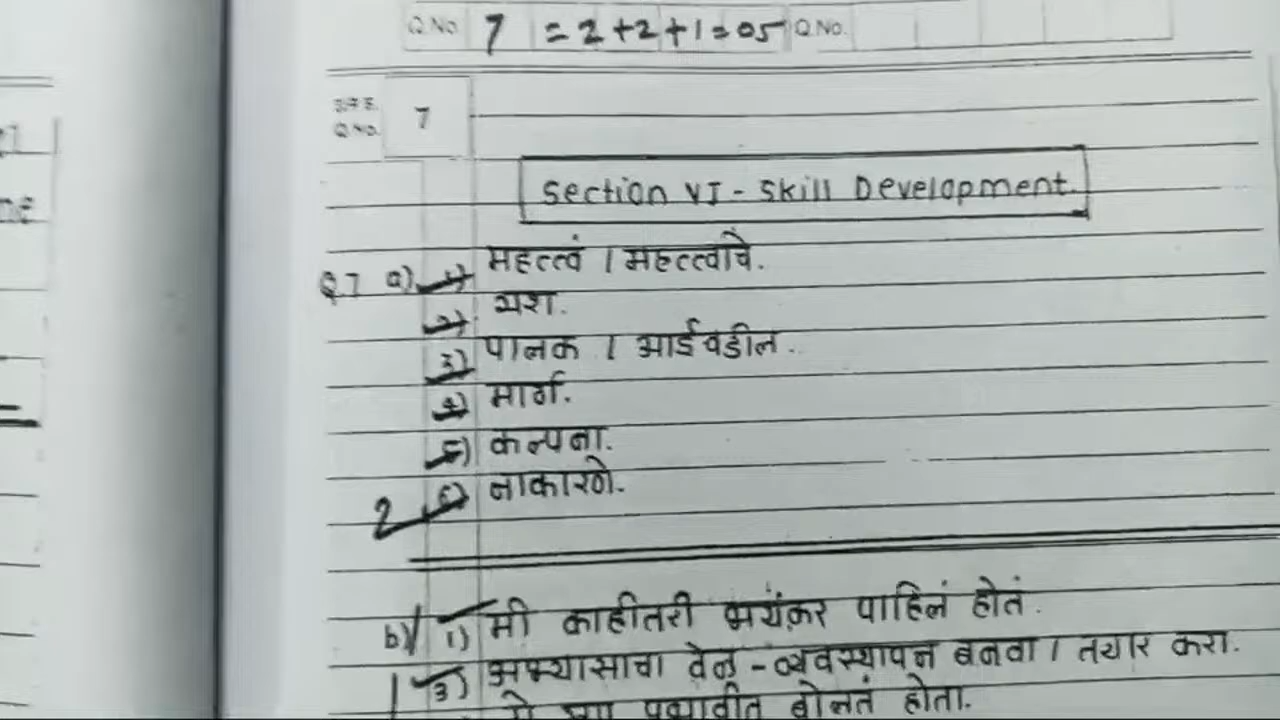 Q.No. 7 = 2+2+1=05 Q.No.
Q.No. 7
Section VI - Skill Development.
Q7 a) 1) महत्त्वं / महत्त्वाचे.
2) यश.
3) पालक / आईवडील.
4) मार्ग.
5) कल्पना.
2 6) नाकारणे.
b) 1) मी काहीतरी भयंकर पाहिलं होतं.
1 3) अभ्यासाचा वेळ - व्यवस्थापन बनवा / तयार करा.
बोलतं होता.